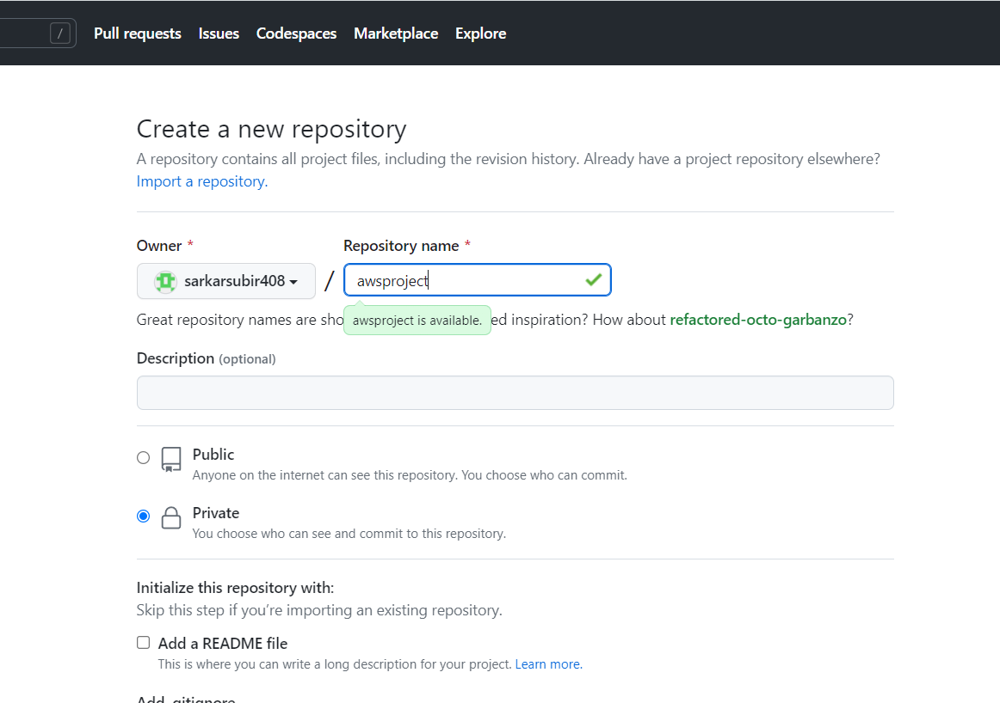 / Pull requests Issues Codespaces Marketplace Explore
Create a new repository
A repository contains all project files, including the revision history. Already have a project repository elsewhere?
Import a repository.
Owner * Repository name *
sarkarsubir408 / awsproject
Great repository names are awsproject is available. inspiration? How about refactored-octo-garbanzo?
Description (optional)
Public
Anyone on the internet can see this repository. You choose who can commit.
Private
You choose who can see and commit to this repository.
Initialize this repository with:
Skip this step if you’re importing an existing repository.
Add a README file
This is where you can write a long description for your project. Learn more.
Add .gitignore